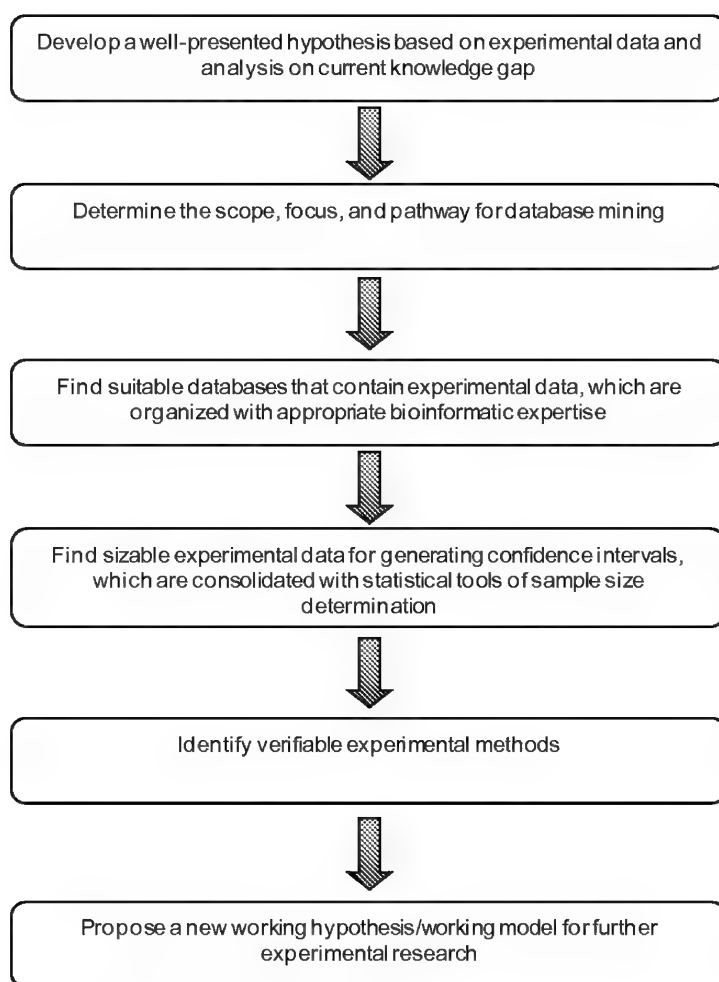 Develop a well-presented hypothesis based on experimental data and
analysis on current knowledge gap
Determine the scope, focus, and pathway for database mining
Find suitable databases that contain experimental data, which are
organized with appropriate bioinformatic expertise
Find sizable experimental data for generating confidence intervals,
which are consolidated with statistical tools of sample size
determination
Identify verifiable experimental methods
Propose a new working hypothesis/working model for further
experimental research